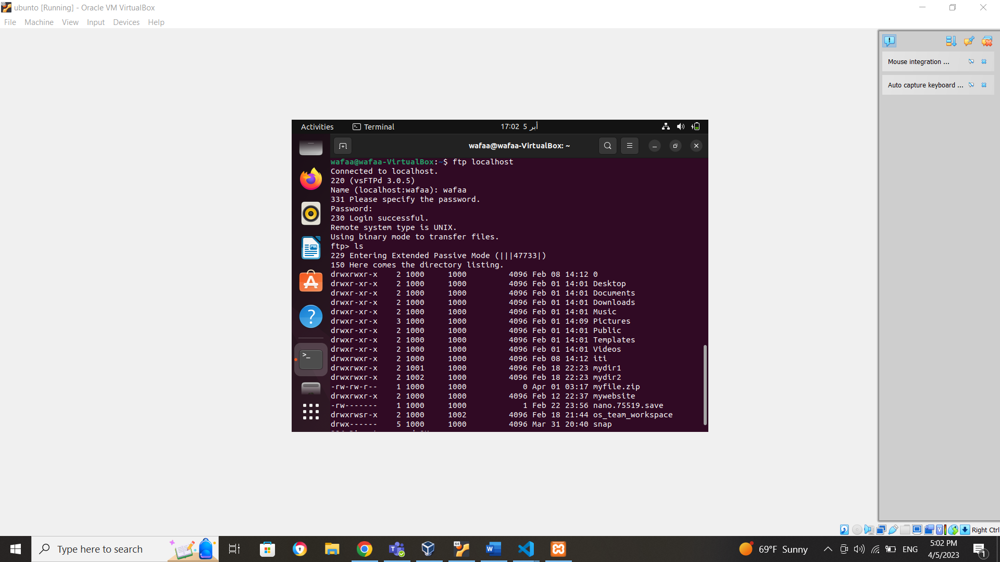 ubunto [Running] - Oracle VM VirtualBox
File Machine View Input Devices Help
Mouse integration ...
Auto capture keyboard ...
Activities Terminal 17:02 5 أبر
wafaa@wafaa-VirtualBox: ~
wafaa@wafaa-VirtualBox:~$ ftp localhost
Connected to localhost.
220 (vsFTPd 3.0.5)
Name (localhost:wafaa): wafaa
331 Please specify the password.
Password:
230 Login successful.
Remote system type is UNIX.
Using binary mode to transfer files.
ftp> ls
229 Entering Extended Passive Mode (|||47733|)
150 Here comes the directory listing.
drwxrwxr-x    2 1000     1000         4096 Feb 08 14:12 0
drwxr-xr-x    2 1000     1000         4096 Feb 01 14:01 Desktop
drwxr-xr-x    2 1000     1000         4096 Feb 01 14:01 Documents
drwxr-xr-x    2 1000     1000         4096 Feb 01 14:01 Downloads
drwxr-xr-x    2 1000     1000         4096 Feb 01 14:01 Music
drwxr-xr-x    3 1000     1000         4096 Feb 01 14:09 Pictures
drwxr-xr-x    2 1000     1000         4096 Feb 01 14:01 Public
drwxr-xr-x    2 1000     1000         4096 Feb 01 14:01 Templates
drwxr-xr-x    2 1000     1000         4096 Feb 01 14:01 Videos
drwxrwxr-x    2 1000     1000         4096 Feb 08 14:12 iti
drwxrwxr-x    2 1001     1000         4096 Feb 18 22:23 mydir1
drwxrwxr-x    2 1002     1000         4096 Feb 18 22:23 mydir2
-rw-rw-r--    1 1000     1000            0 Apr 01 03:17 myfile.zip
drwxrwxr-x    2 1000     1000         4096 Feb 12 22:37 mywebsite
-rw-------    1 1000     1000            1 Feb 22 23:56 nano.75519.save
drwxrwsr-x    2 1000     1002         4096 Feb 18 21:44 os_team_workspace
drwx------    5 1000     1000         4096 Mar 31 20:40 snap
Right Ctrl
Type here to search
69°F Sunny
ENG
5:02 PM
4/5/2023
1